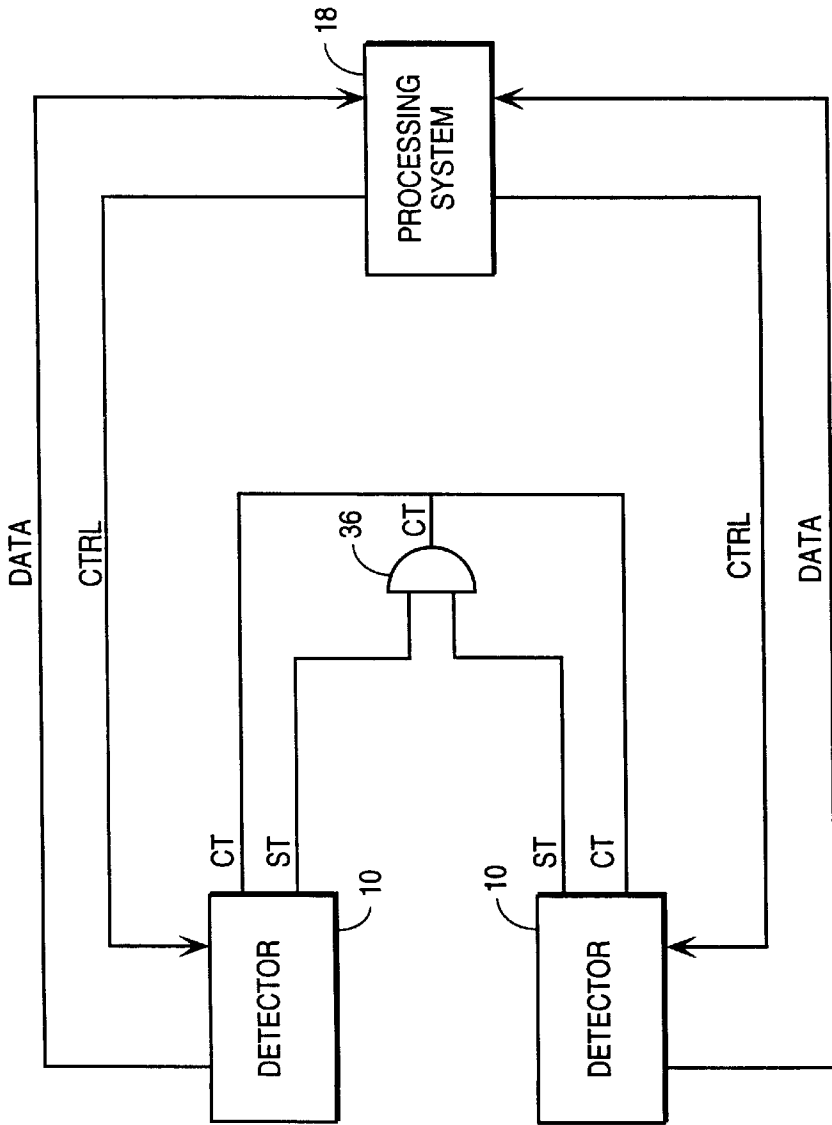 DATA
CTRL
18
PROCESSING
SYSTEM
36
CT
CT
ST
10
DETECTOR
10
ST
CT
DETECTOR
CTRL
DATA